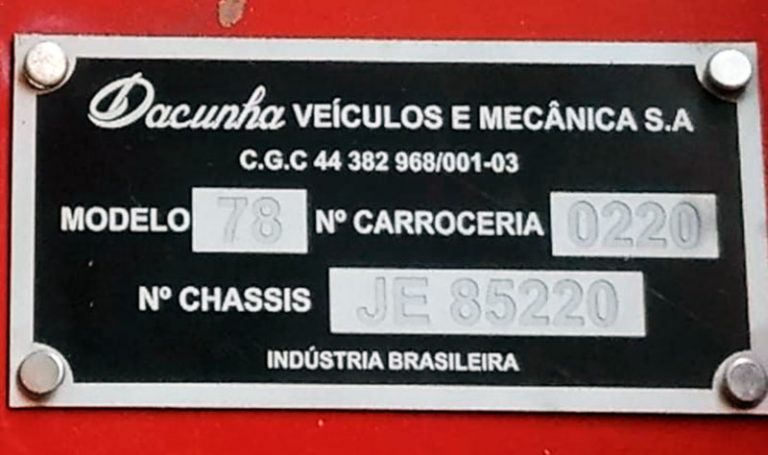 Dacunha VEÍCULOS E MECÂNICA S.A
C.G.C 44 382 968/001-03
MODELO 78 Nº CARROCERIA 0220
Nº CHASSIS JE 85220
INDÚSTRIA BRASILEIRA